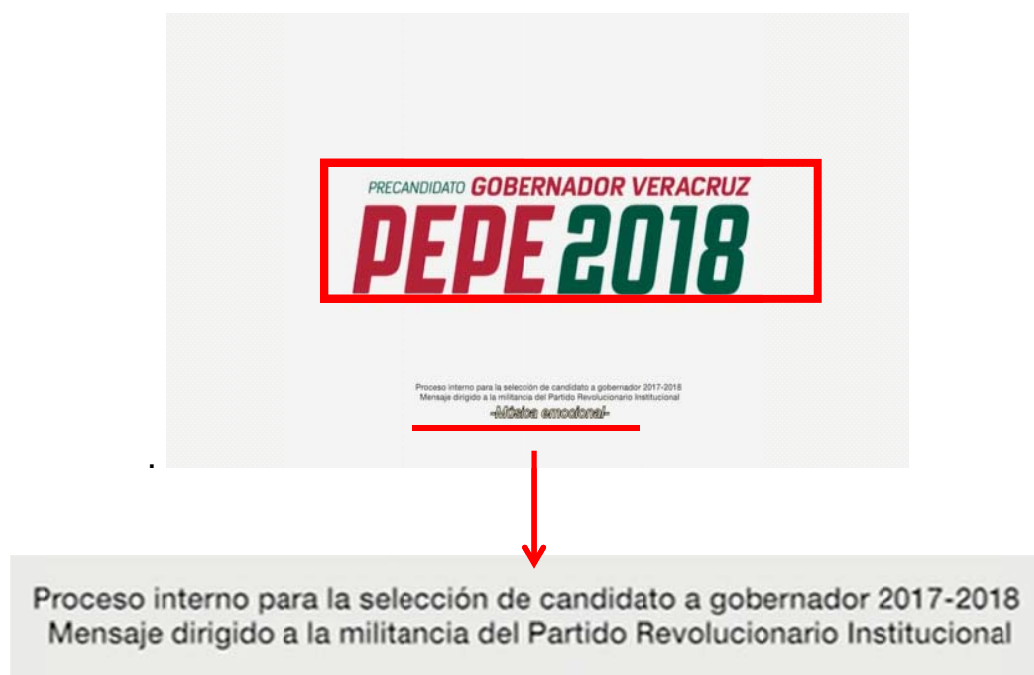 PRECANDIDATO GOBERNADOR VERACRUZ
PEPE 2018
Proceso interno para la selección de candidato a gobernador 2017-2018
Mensaje dirigido a la militancia del Partido Revolucionario Institucional
-Música emocional-
.
Proceso interno para la selección de candidato a gobernador 2017-2018
Mensaje dirigido a la militancia del Partido Revolucionario Institucional